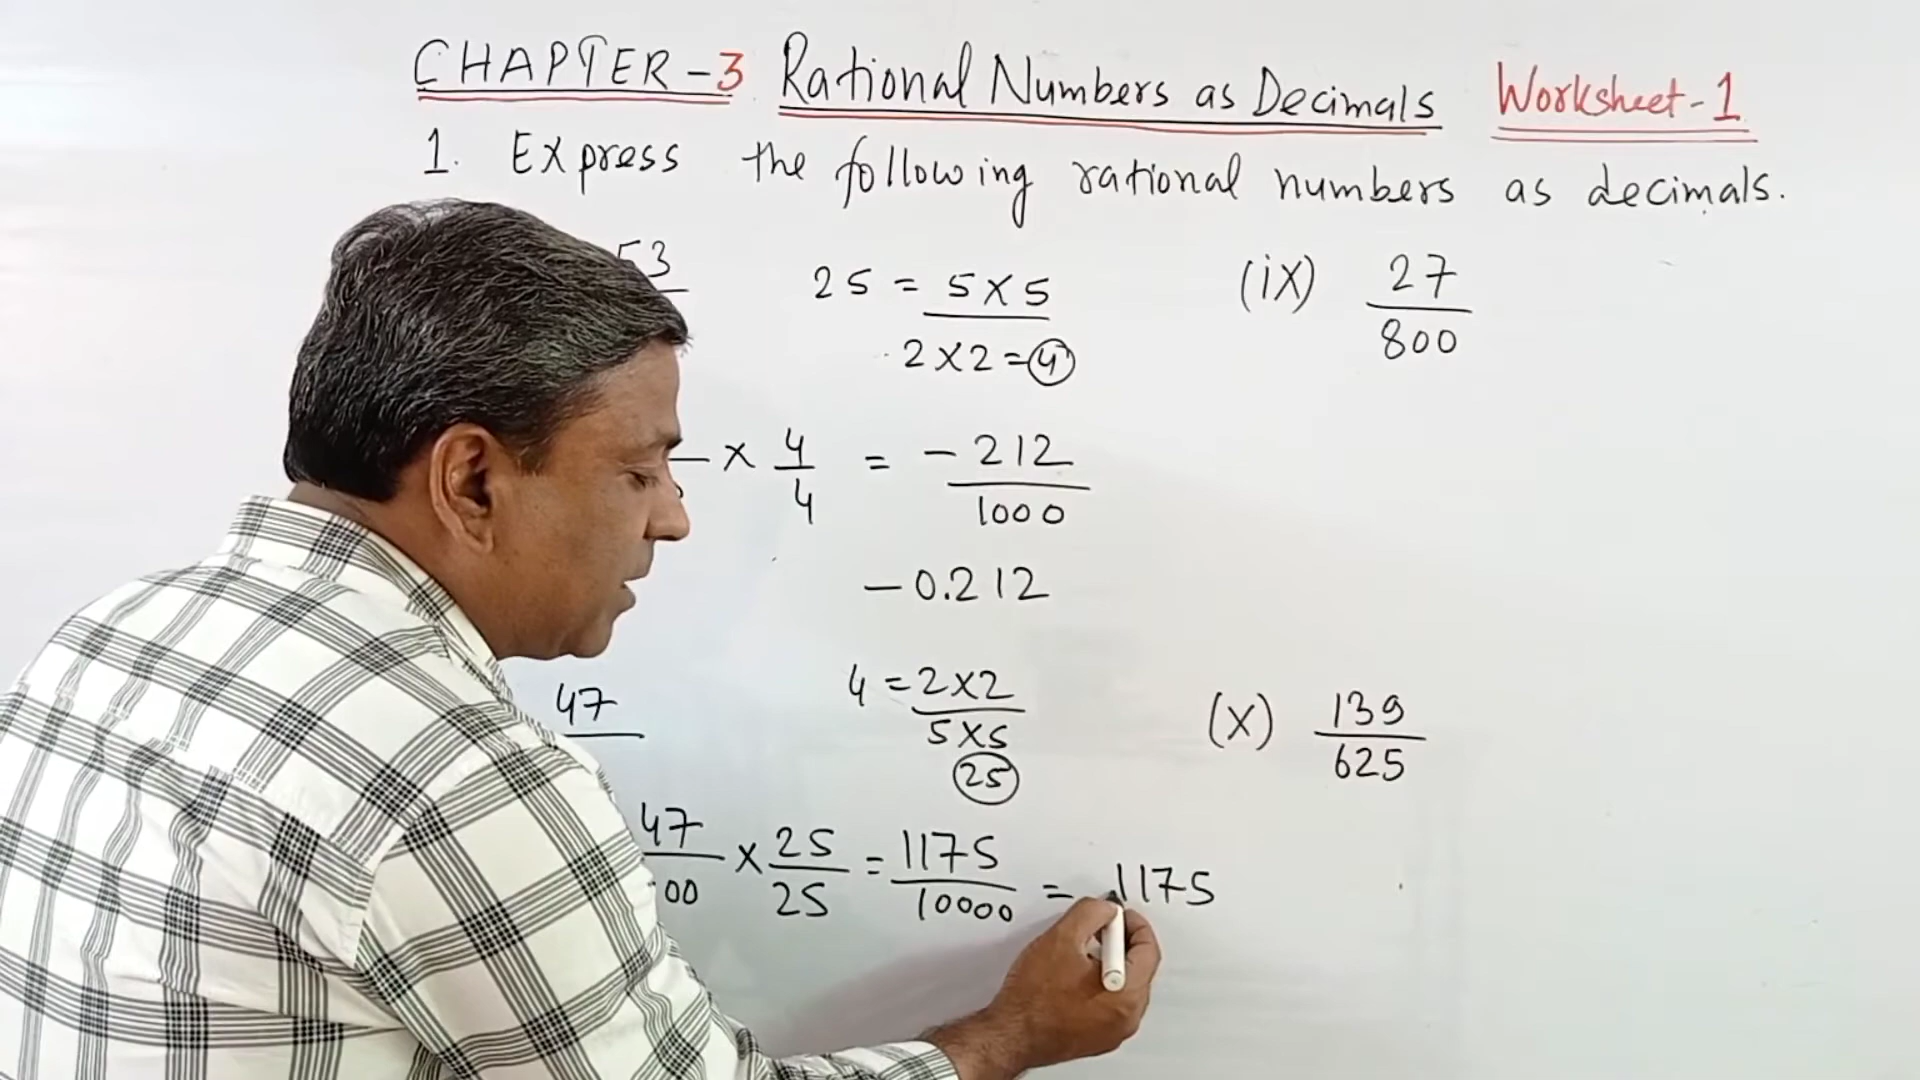 CHAPTER-3 Rational Numbers as Decimals Worksheet-1
1. Express the following rational numbers as decimals.
53
25 = 5×5
2×2=4
× 4/4 = -212/1000
-0.212
47
4 = 2×2
5×5
25
47/ 00 × 25/25 = 1175/10000 = .1175
(ix) 27/800
(x) 139/625